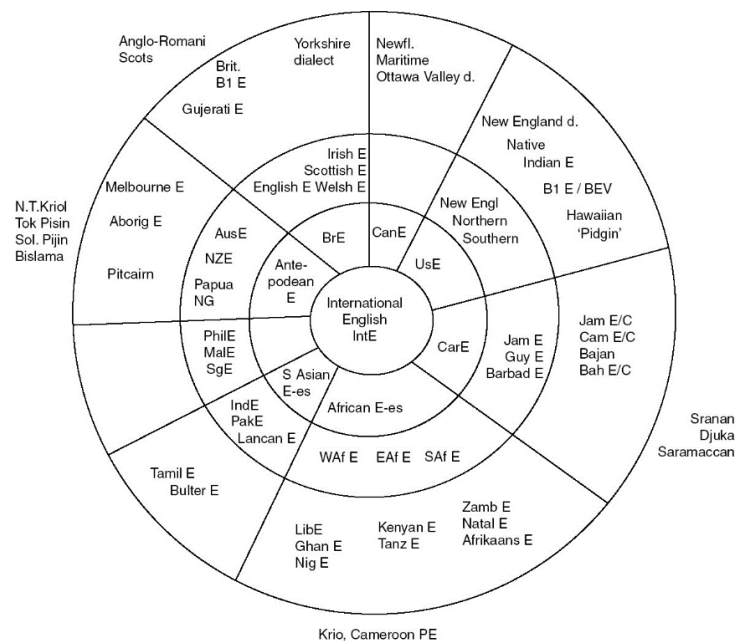 Anglo-Romani
Scots
Brit.
B1 E
Gujerati E
Yorkshire
dialect
Newfl.
Maritime
Ottawa Valley d.
New England d.
Native
Indian E
B1 E / BEV
Hawaiian
'Pidgin'
Irish E
Scottish E
English E Welsh E
New Engl
Northern
Southern
N.T.Kriol
Tok Pisin
Sol. Pijin
Bislama
Melbourne E
Aborig E
Pitcairn
AusE
NZE
Papua
NG
Ante-
podean
E
BrE
CanE
UsE
International
English
IntE
CarE
Jam E
Guy E
Barbad E
Jam E/C
Cam E/C
Bajan
Bah E/C
Sranan
Djuka
Saramaccan
PhilE
MalE
SgE
S Asian
E-es
African E-es
IndE
PakE
Lancan E
WAf E
EAf E
SAf E
Tamil E
Bulter E
LibE
Ghan E
Nig E
Kenyan E
Tanz E
Zamb E
Natal E
Afrikaans E
Krio, Cameroon PE